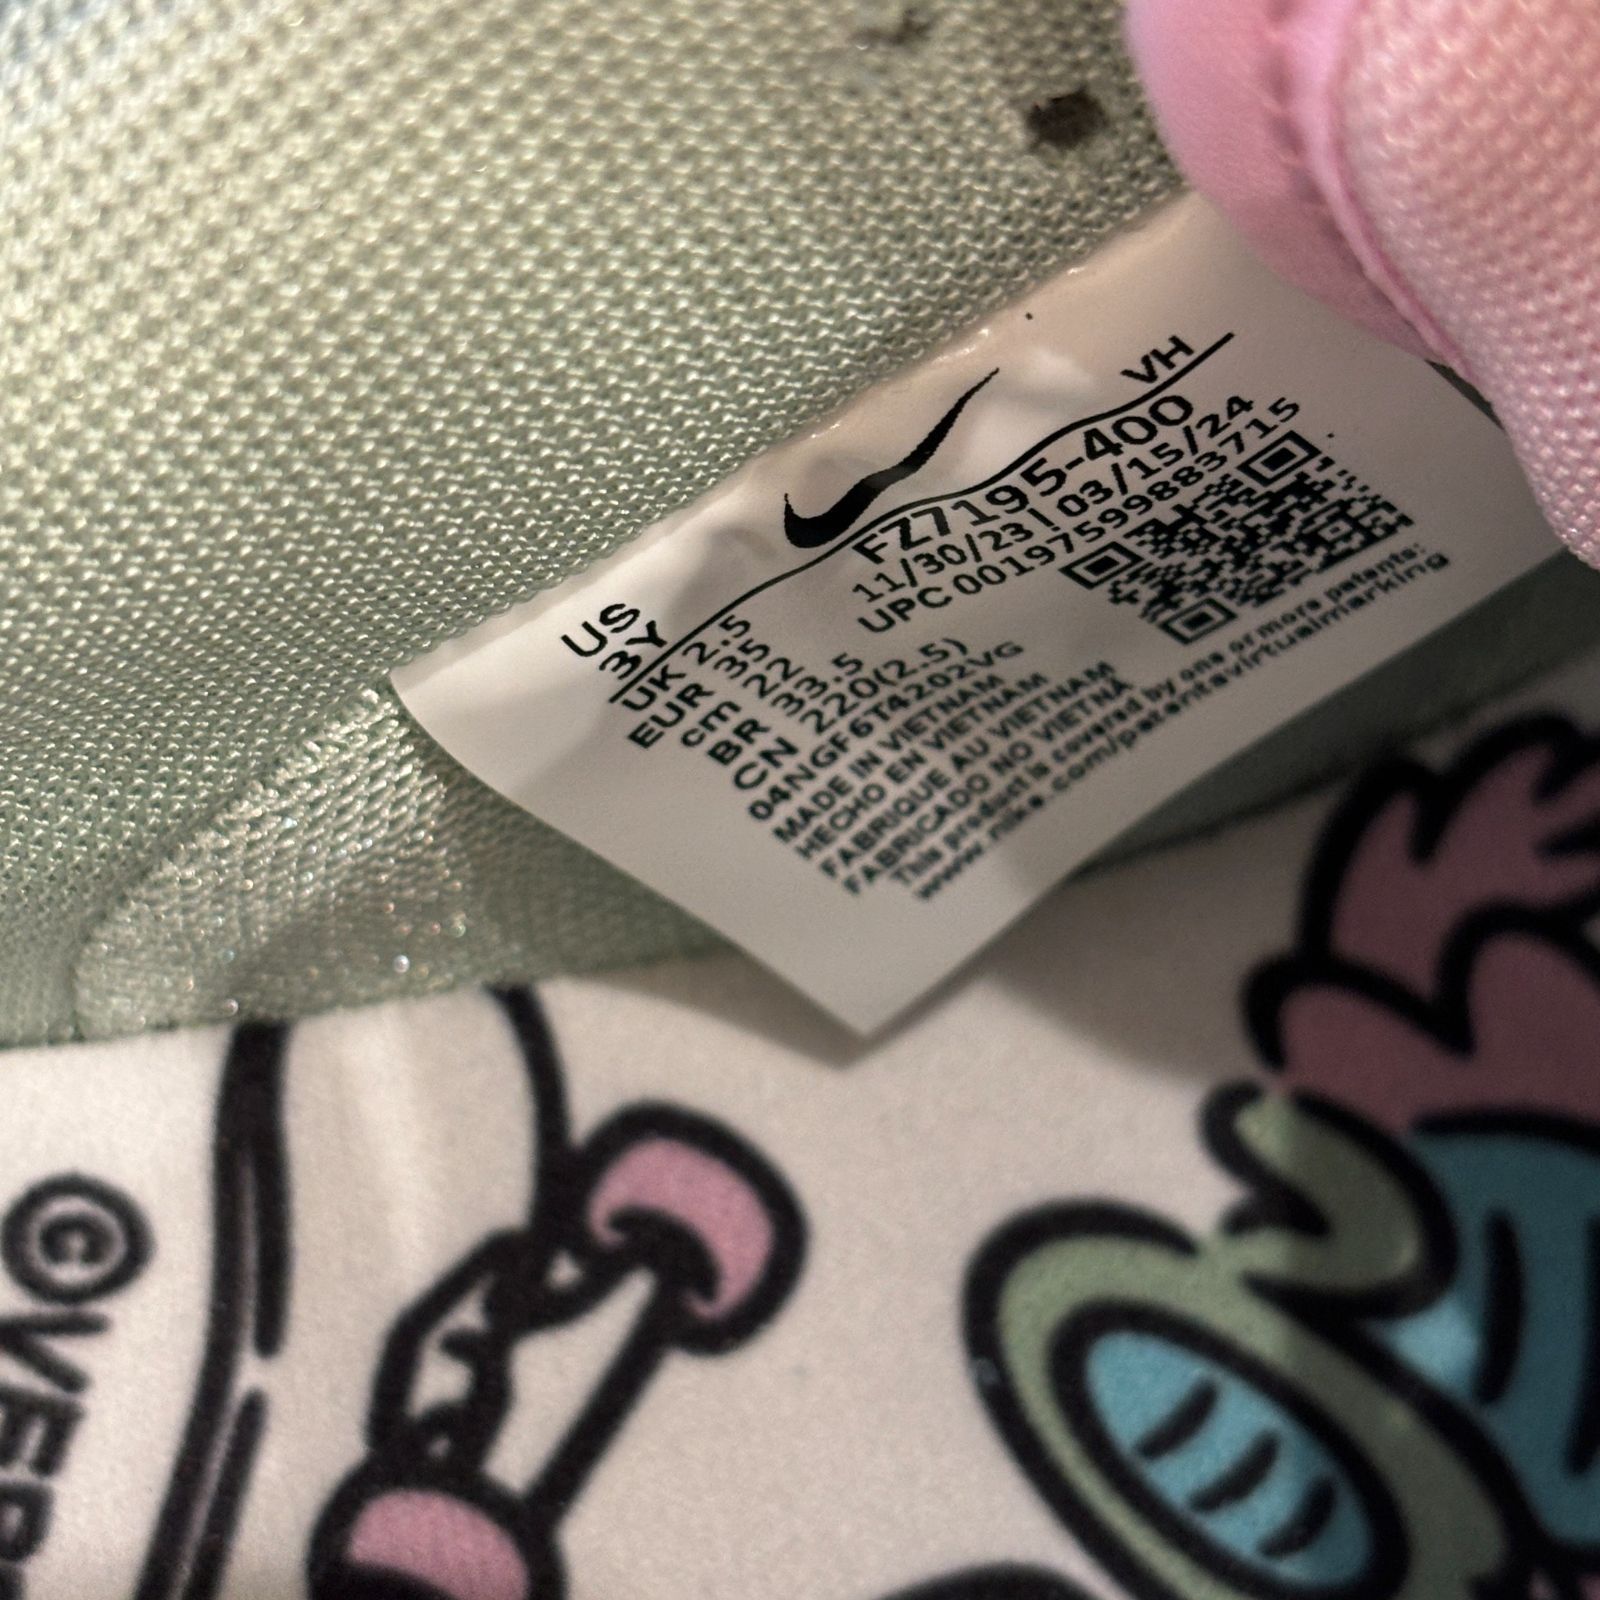 US
3Y
VH
UK 2.5
EUR 35
cm 22
BR 33.5
CN 220(2.5)
FZ7195-400
11/30/23 | 03/15/24
UPC 00197599883715
04NGF6T4202VG
MADE IN VIETNAM
HECHO EN VIETNAM
FABRIQUE AU VIETNAM
FABRICADO NO VIETNÃ
This product is covered by one or more patents:
www.nike.com/patentsvirtualmarking
©